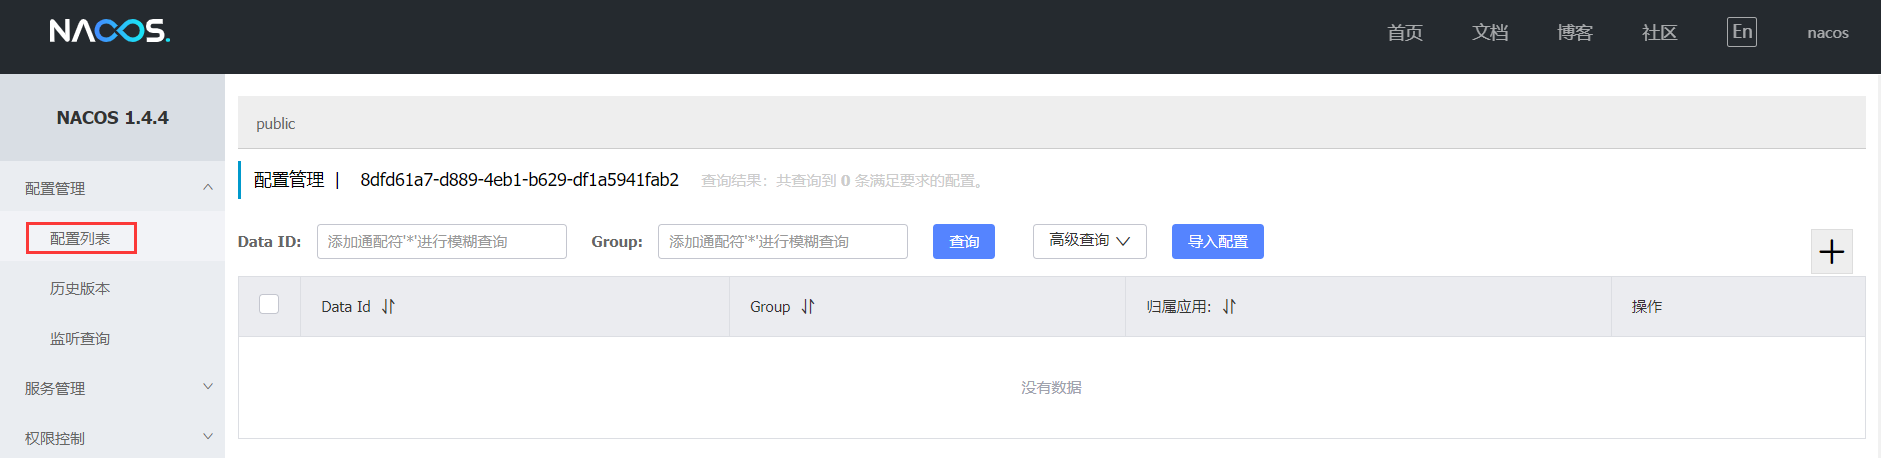 NACOS.
首页 文档 博客 社区 En nacos
NACOS 1.4.4
配置管理
配置列表
历史版本
监听查询
服务管理
权限控制
public
配置管理 | 8dfd61a7-d889-4eb1-b629-df1a5941fab2 查询结果：共查询到 0 条满足要求的配置。
Data ID: 添加通配符'*'进行模糊查询 Group: 添加通配符'*'进行模糊查询 查询 高级查询 导入配置
Data Id Group 归属应用: 操作
没有数据